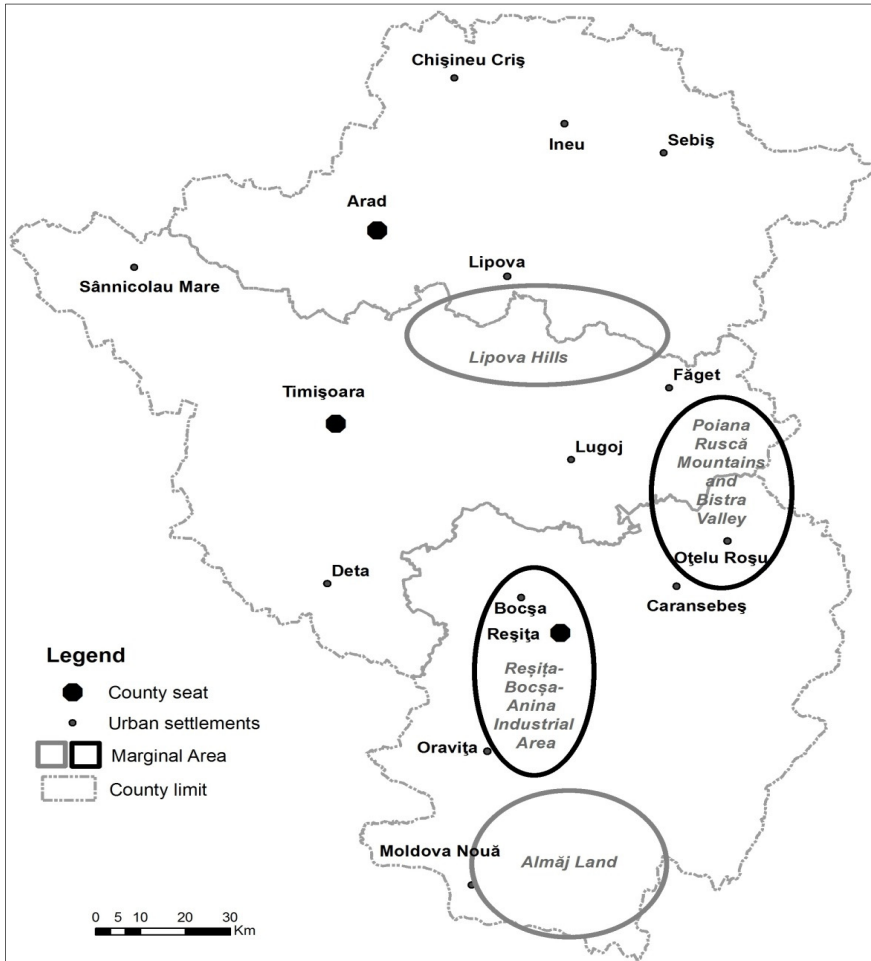 Chişineu Criş
Ineu
Sebiş
Arad
Lipova
Sânnicolau Mare
Lipova Hills
Făget
Timişoara
Poiana
Ruscă
Mountains
and
Bistra
Valley
Lugoj
Oţelu Roşu
Deta
Caransebeş
Bocşa
Reşiţa
Reșița-
Bocșa-
Anina
Industrial
Area
Oraviţa
Moldova Nouă
Almăj Land
Legend
County seat
Urban settlements
Marginal Area
County limit
0 5 10 20 30
Km